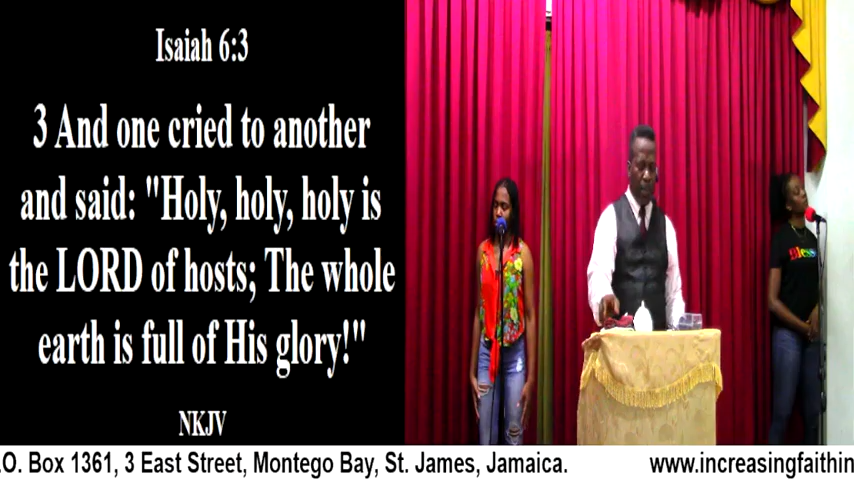 Isaiah 6:3
3 And one cried to another
and said: "Holy, holy, holy is
the LORD of hosts; The whole
earth is full of His glory!"
NKJV
.O. Box 1361, 3 East Street, Montego Bay, St. James, Jamaica. www.increasingfaithin